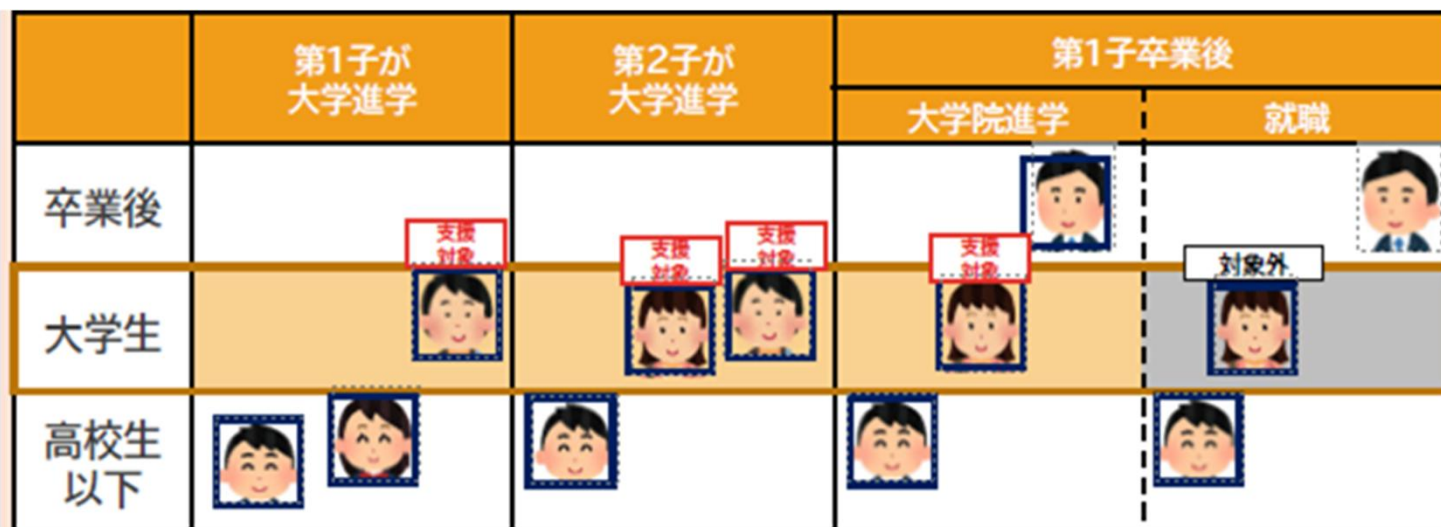 第1子が
大学進学
第2子が
大学進学
第1子卒業後
大学院進学
就職
卒業後
支援
対象
支援
対象
支援
対象
支援
対象
対象外
大学生
高校生
以下